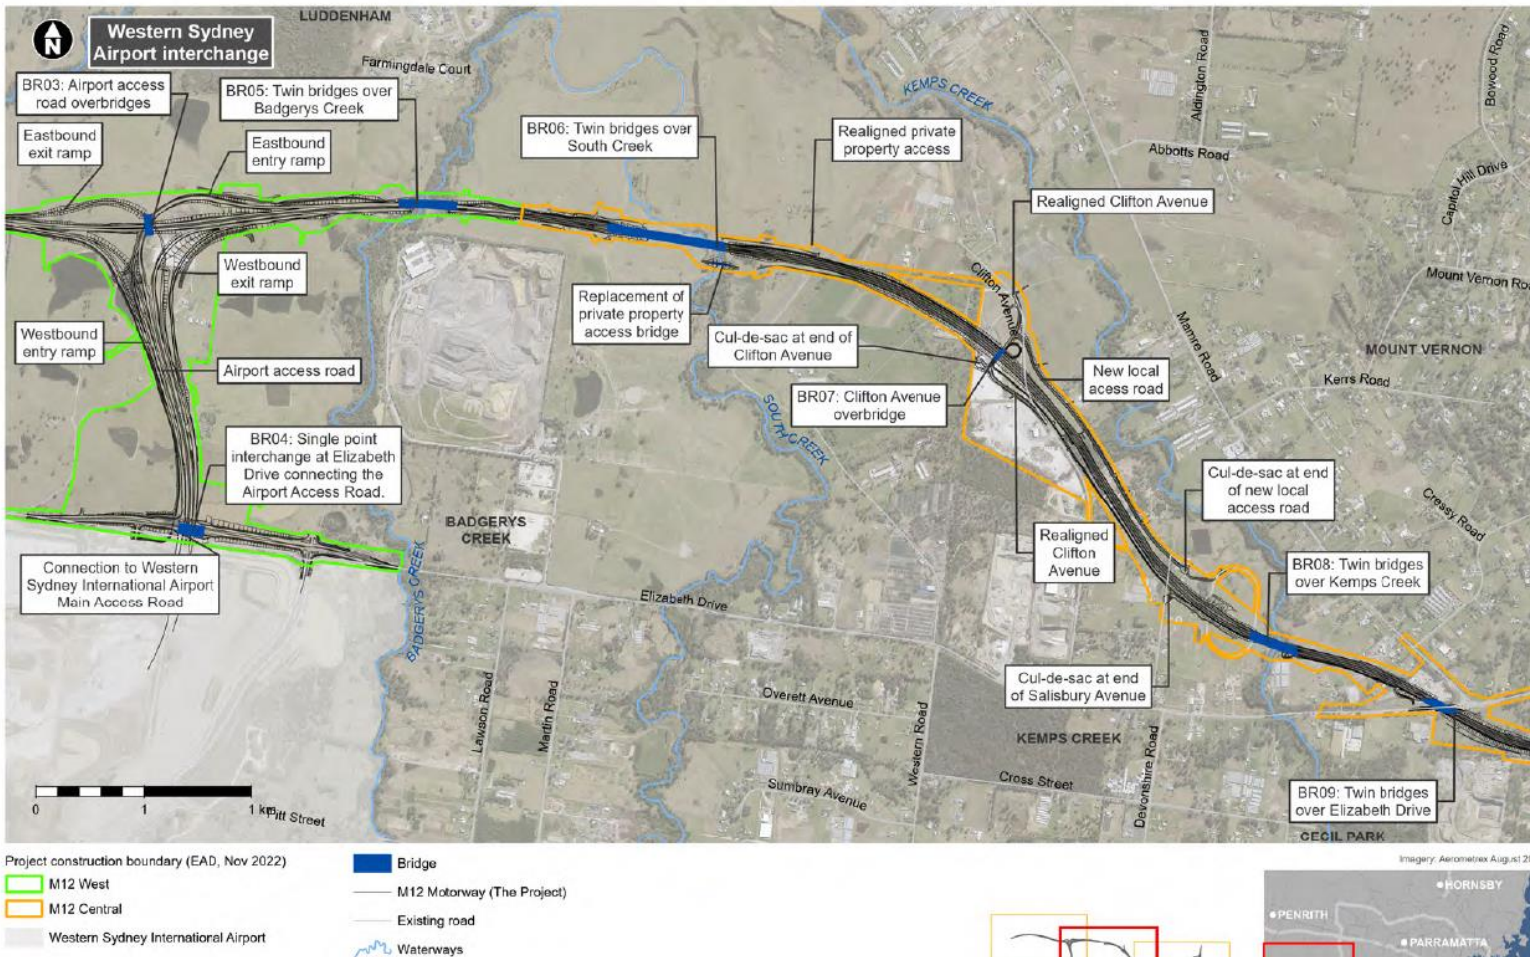 LUDDENHAM
N
Western Sydney
Airport interchange
Farmingdale Court
BR03: Airport access
road overbridges
BR05: Twin bridges over
Badgerys Creek
Eastbound
exit ramp
Eastbound
entry ramp
BR06: Twin bridges over
South Creek
Realigned private
property access
KEMPS CREEK
Aldington Road
Bowood Road
Abbotts Road
Capitol Hill Drive
Realigned Clifton Avenue
Westbound
exit ramp
Clifton Avenue
Mount Vernon Roa
Replacement of
private property
access bridge
Westbound
entry ramp
Cul-de-sac at end of
Clifton Avenue
Mamre Road
MOUNT VERNON
Airport access road
New local
acess road
Kerrs Road
BR07: Clifton Avenue
overbridge
SOUTH CREEK
BR04: Single point
interchange at Elizabeth
Drive connecting the
Airport Access Road.
Cul-de-sac at end
of new local
access road
Cressy Road
BADGERYS
CREEK
Realigned
Clifton
Avenue
Connection to Western
Sydney International Airport
Main Access Road
BADGERYS CREEK
BR08: Twin bridges
over Kemps Creek
Elizabeth Drive
Cul-de-sac at end
of Salisbury Avenue
Overett Avenue
Lawson Road
Martin Road
Western Road
KEMPS CREEK
Devonshire Road
Cross Street
Sumbray Avenue
BR09: Twin bridges
over Elizabeth Drive
0 1 1 km
Pitt Street
CECIL PARK
Project construction boundary (EAD, Nov 2022)
M12 West
M12 Central
Western Sydney International Airport
Bridge
M12 Motorway (The Project)
Existing road
Waterways
Imagery: Aerometrex August 20
HORNSBY
PENRITH
PARRAMATTA